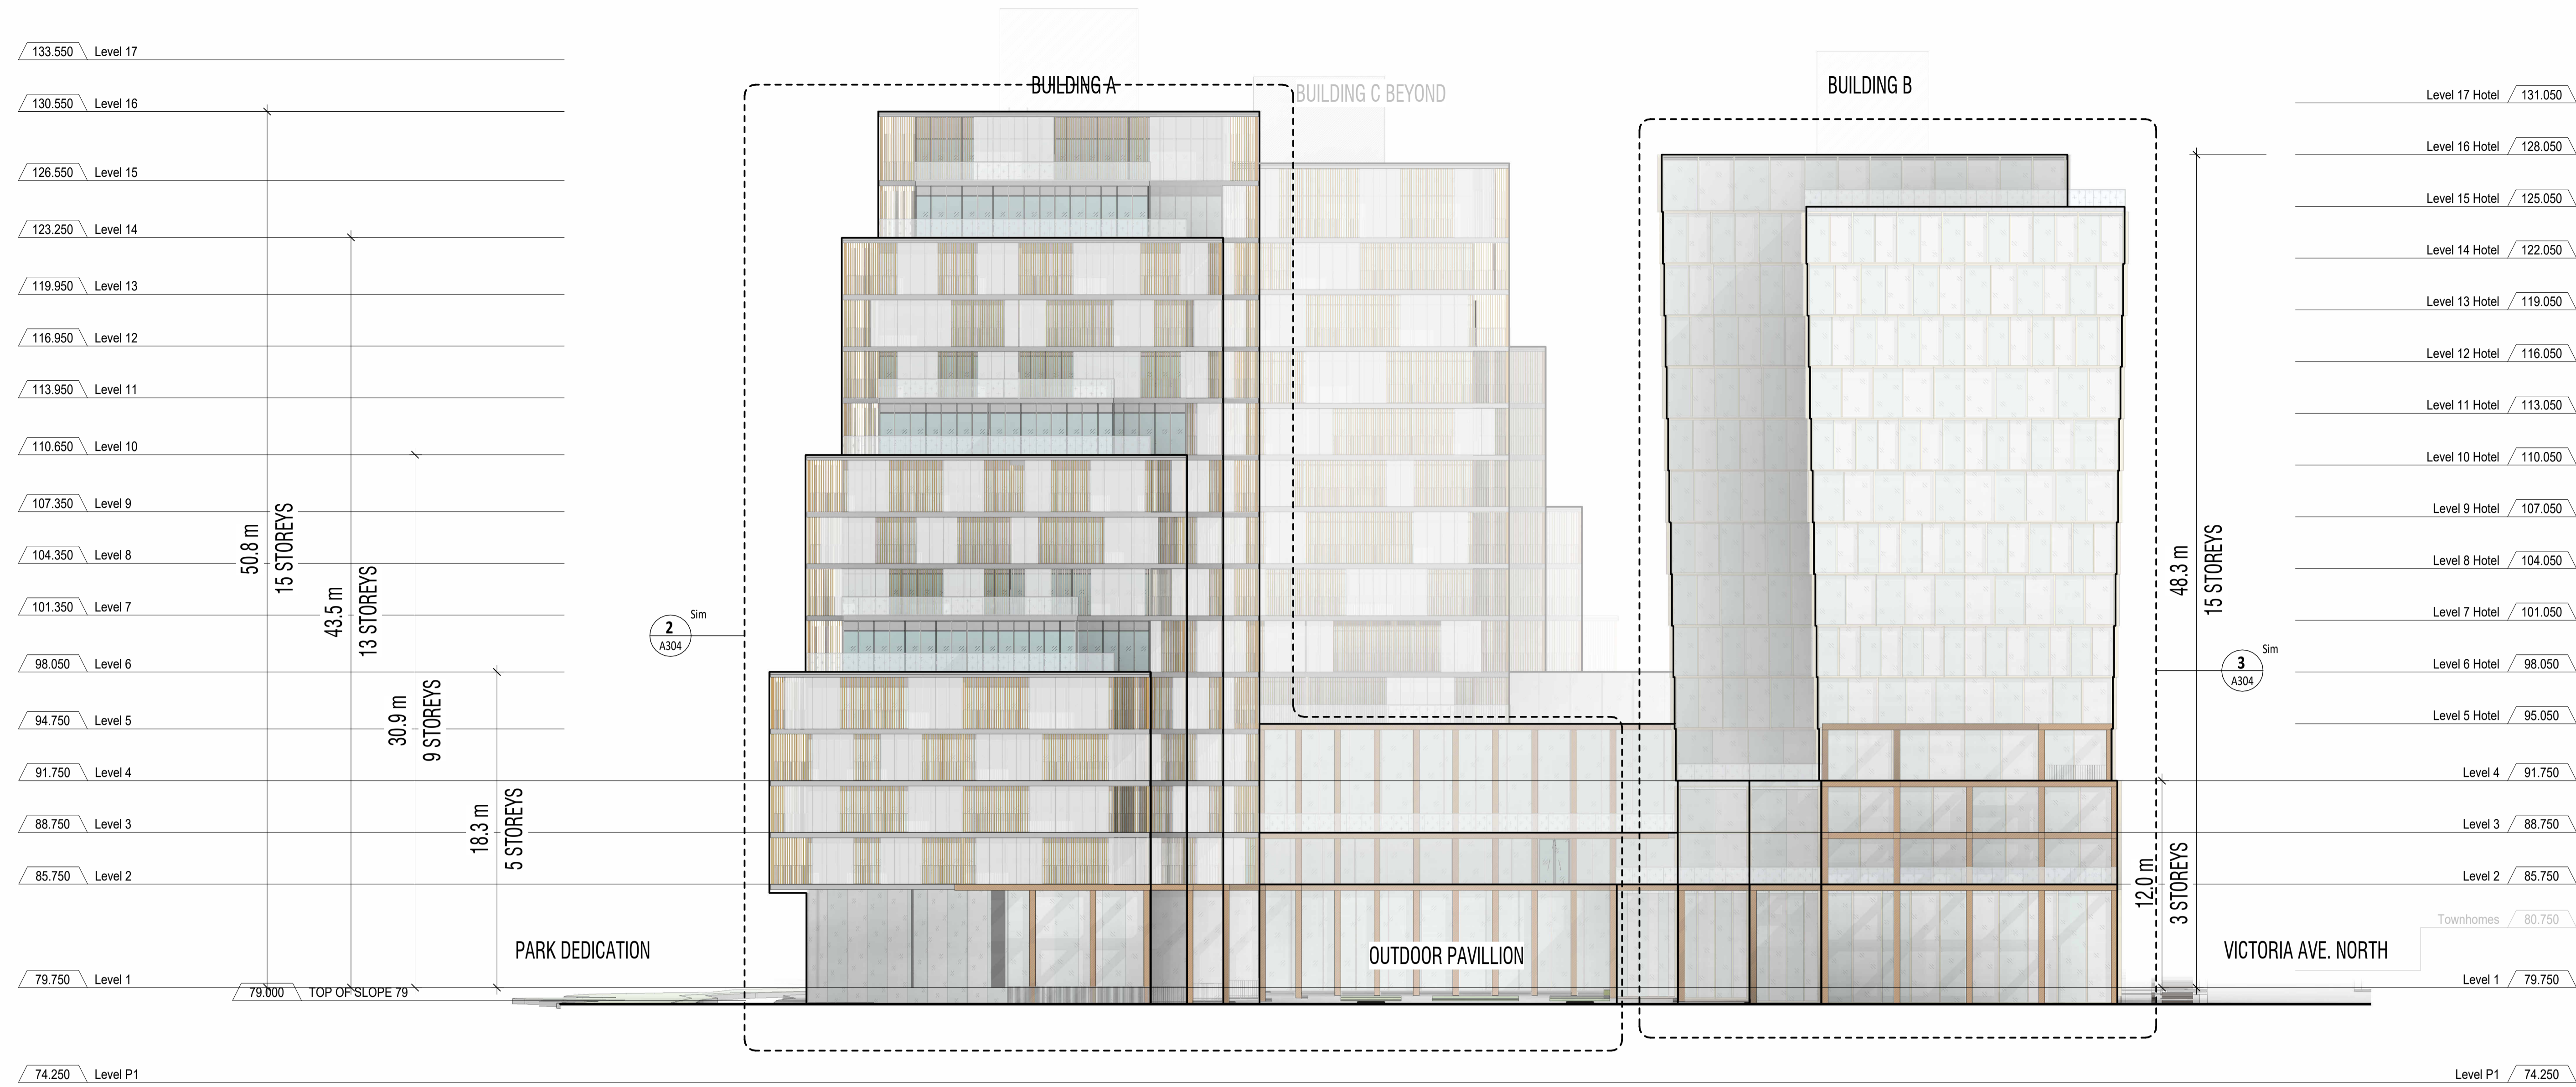 133.550 Level 17
130.550 Level 16
126.550 Level 15
123.250 Level 14
119.950 Level 13
116.950 Level 12
113.950 Level 11
110.650 Level 10
107.350 Level 9
104.350 Level 8
101.350 Level 7
98.050 Level 6
94.750 Level 5
91.750 Level 4
88.750 Level 3
85.750 Level 2
79.750 Level 1
79.000 TOP OF SLOPE 79
74.250 Level P1
50.8 m
15 STOREYS
43.5 m
13 STOREYS
30.9 m
9 STOREYS
18.3 m
5 STOREYS
PARK DEDICATION
2
A304
Sim
BUILDING A
BUILDING C BEYOND
BUILDING B
OUTDOOR PAVILLION
48.3 m
15 STOREYS
12.0 m
3 STOREYS
3
A304
Sim
VICTORIA AVE. NORTH
Level 17 Hotel 131.050
Level 16 Hotel 128.050
Level 15 Hotel 125.050
Level 14 Hotel 122.050
Level 13 Hotel 119.050
Level 12 Hotel 116.050
Level 11 Hotel 113.050
Level 10 Hotel 110.050
Level 9 Hotel 107.050
Level 8 Hotel 104.050
Level 7 Hotel 101.050
Level 6 Hotel 98.050
Level 5 Hotel 95.050
Level 4 91.750
Level 3 88.750
Level 2 85.750
Townhomes 80.750
Level 1 79.750
Level P1 74.250